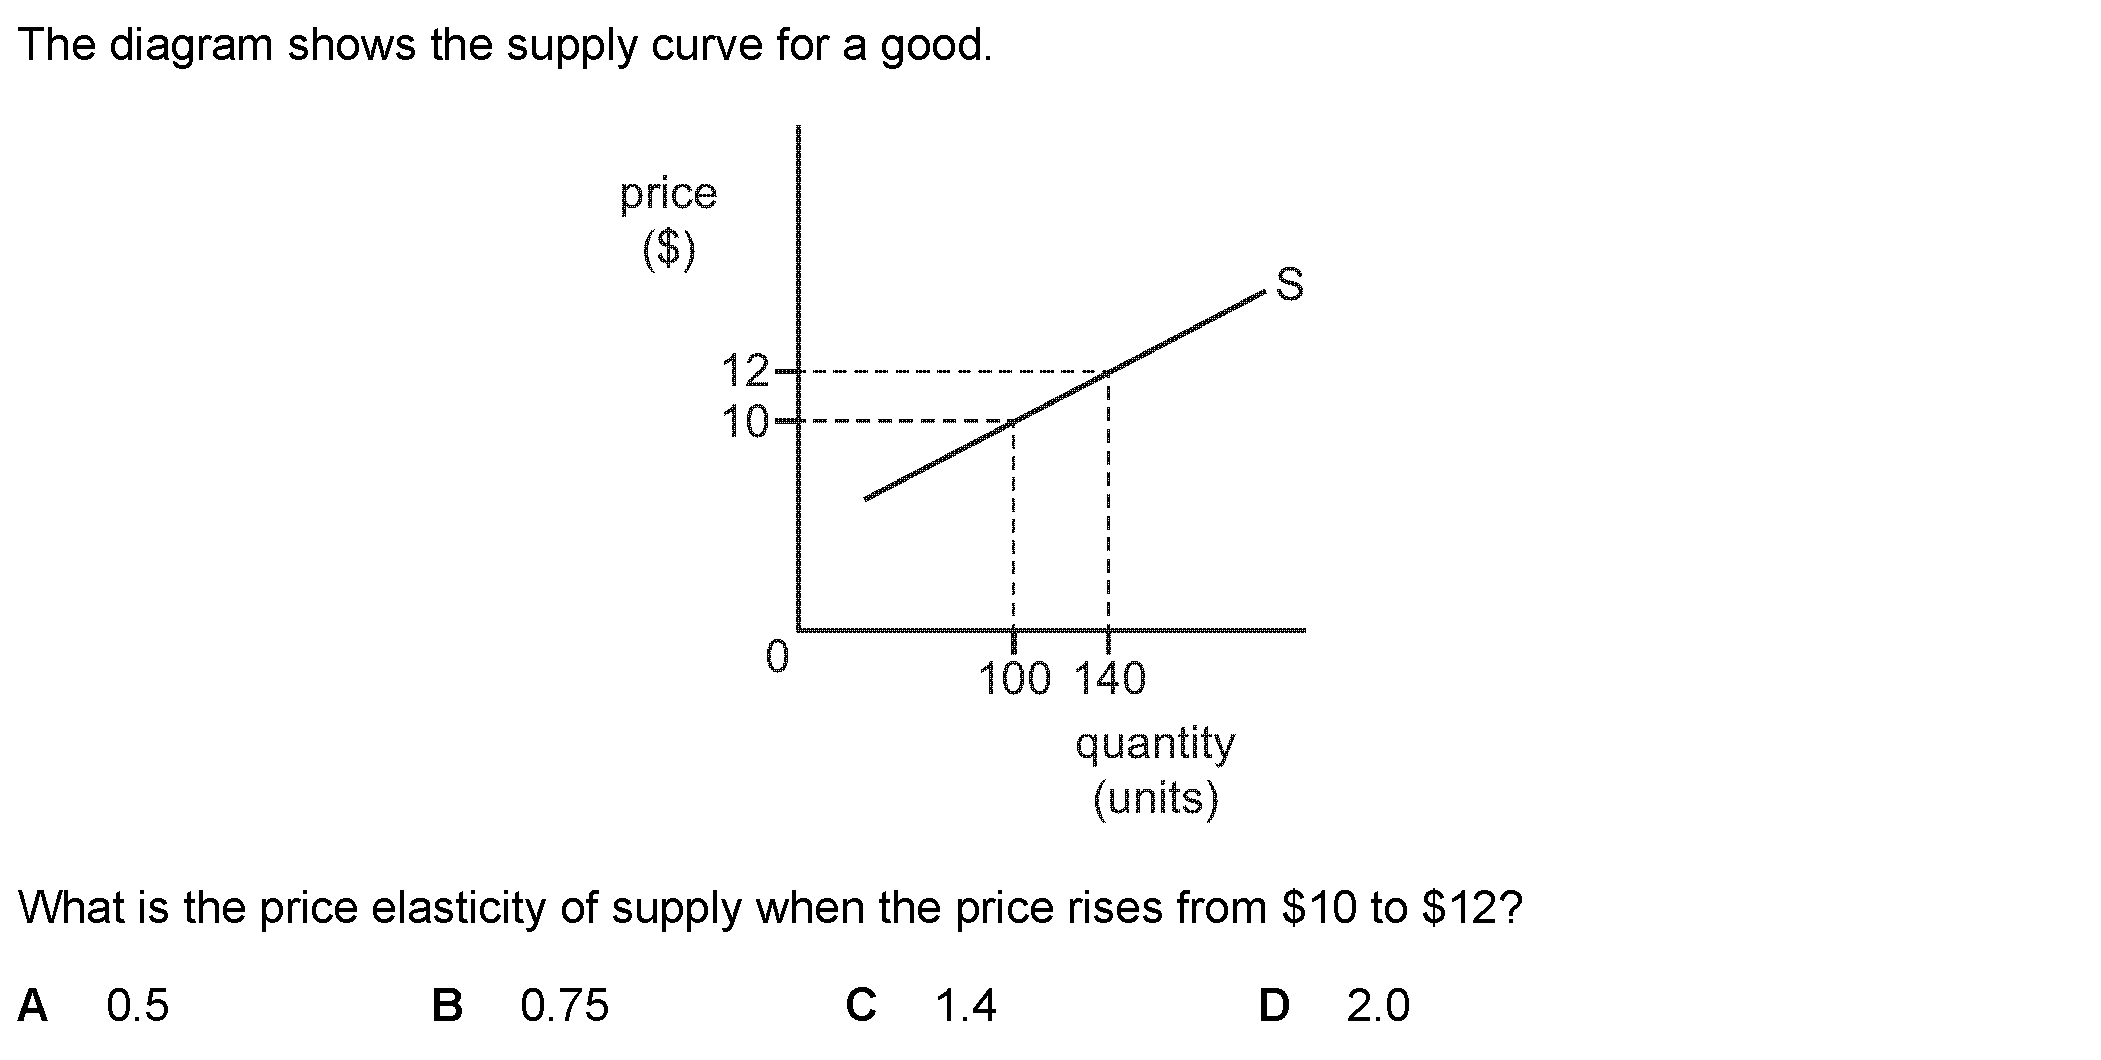 The diagram shows the supply curve for a good.
price
($)
S
12
10
0
100 140
quantity
(units)
What is the price elasticity of supply when the price rises from $10 to $12?
A 0.5 B 0.75 C 1.4 D 2.0